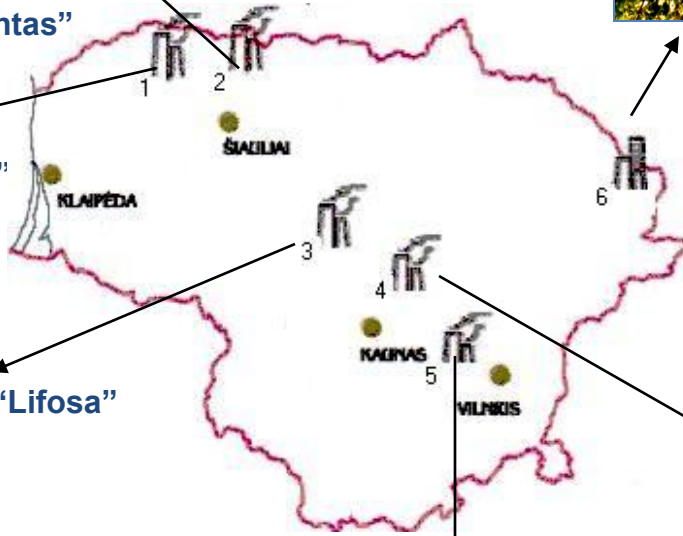 ntas”
1
2
ŠIAULIAI
”
KLAIPĖDA
6
3
4
KAUNAS
5
“Lifosa”
VILNIUS